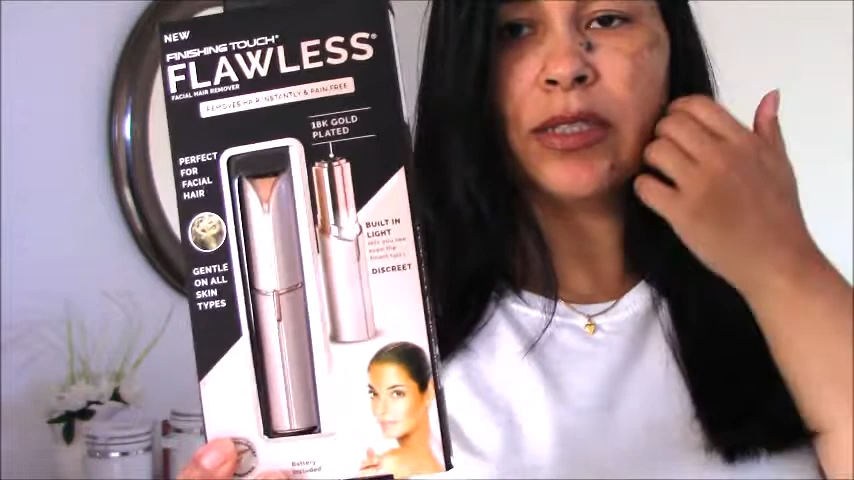 NEW
FINISHING TOUCH
FLAWLESS
FACIAL HAIR REMOVER
REMOVES HAIR INSTANTLY & PAIN FREE
18K GOLD
PLATED
PERFECT
FOR
FACIAL
HAIR
BUILT IN
LIGHT
DISCREET
GENTLE
ON ALL
SKIN
TYPES
Battery
Included